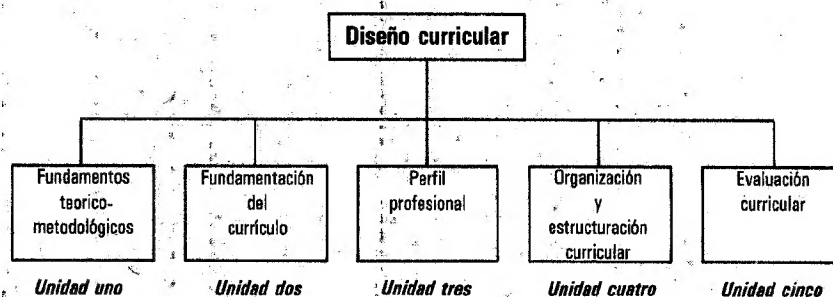 Diseño curricular
Fundamentos
teorico-
metodológicos
Fundamentación
del
currículo
Perfil
profesional
Organización
y
estructuración
curricular
Evaluación
curricular
Unidad uno
Unidad dos
Unidad tres
Unidad cuatro
Unidad cinco